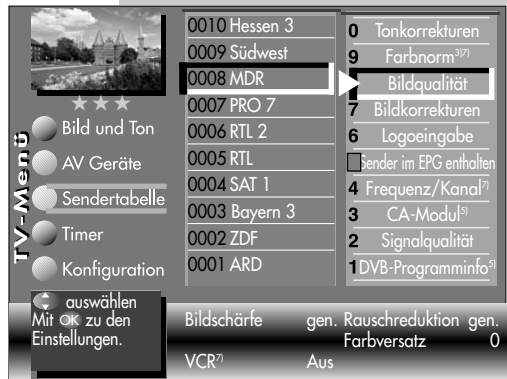 TV-Menü
Bild und Ton
AV Geräte
Sendertabelle
Timer
Konfiguration
auswählen
Mit OK zu den
Einstellungen.
0010 Hessen 3
0009 Südwest
0008 MDR
0007 PRO 7
0006 RTL 2
0005 RTL
0004 SAT 1
0003 Bayern 3
0002 ZDF
0001 ARD
0 Tonkorrekturen
9 Farbnorm3)7)
Bildqualität
7 Bildkorrekturen
6 Logoeingabe
Sender im EPG enthalten
4 Frequenz/Kanal7)
3 CA-Modul5)
2 Signalqualität
1 DVB-Programminfo5)
Bildschärfe gen. Rauschreduktion gen.
Farbversatz 0
VCR7) Aus